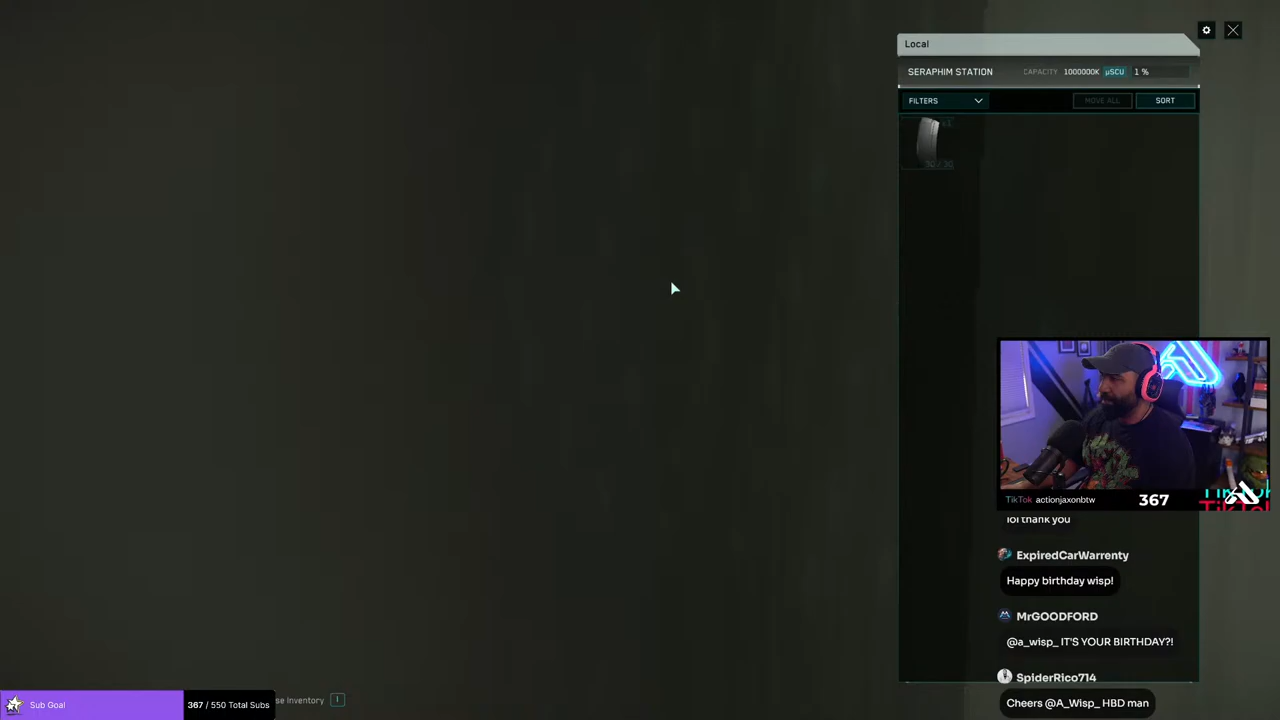 Local
SERAPHIM STATION CAPACITY 1000000K µSCU 1 %
FILTERS MOVE ALL SORT
30 / 30
TikTok actionjaxonbtw 367
lol thank you
ExpiredCarWarrenty
Happy birthday wisp!
MrGOODFORD
@a_wisp_ IT'S YOUR BIRTHDAY?!
SpiderRico714
Cheers @A_Wisp_ HBD man
Sub Goal 367 / 550 Total Subs
Inventory I